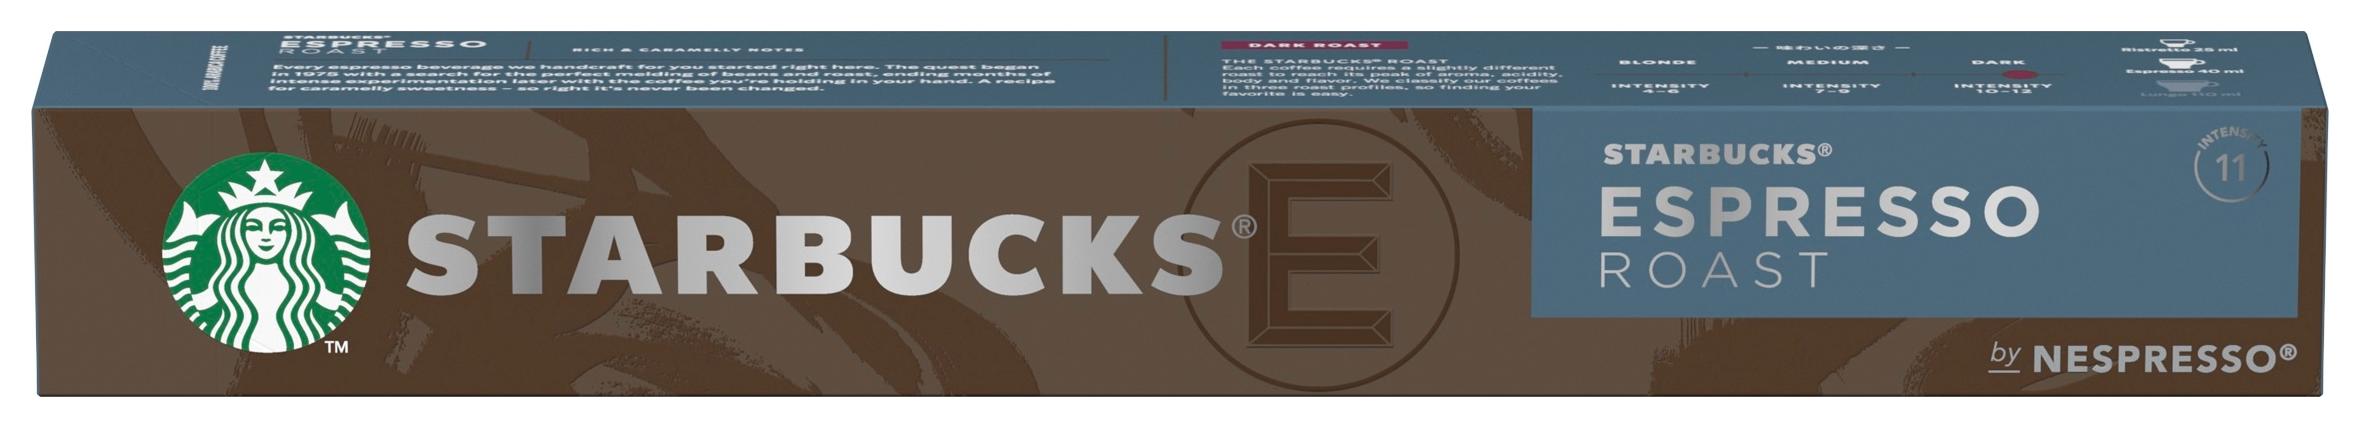 100% ARABICA COFFEE
STARBUCKS®
ESPRESSO
ROAST
RICH & CARAMELLY NOTES
Every espresso beverage we handcraft for you started right here. The quest began
in 1975 with a search for the perfect melding of beans and roast, ending months of
intense experimentation later with the coffee you're holding in your hand. A recipe
for caramelly sweetness – so right it's never been changed.
DARK ROAST
THE STARBUCKS® ROAST
Each coffee requires a slightly different
roast to reach its peak of aroma, acidity,
body and flavor. We classify our coffees
in three roast profiles, so finding your
favorite is easy.
— 味わいの深さ —
BLONDE MEDIUM DARK
INTENSITY INTENSITY INTENSITY
4–6 7–9 10–12
Ristretto 25 ml
Espresso 40 ml
Lungo 110 ml
STARBUCKS®
TM
E
STARBUCKS®
ESPRESSO
ROAST
INTENSITY
11
by NESPRESSO®